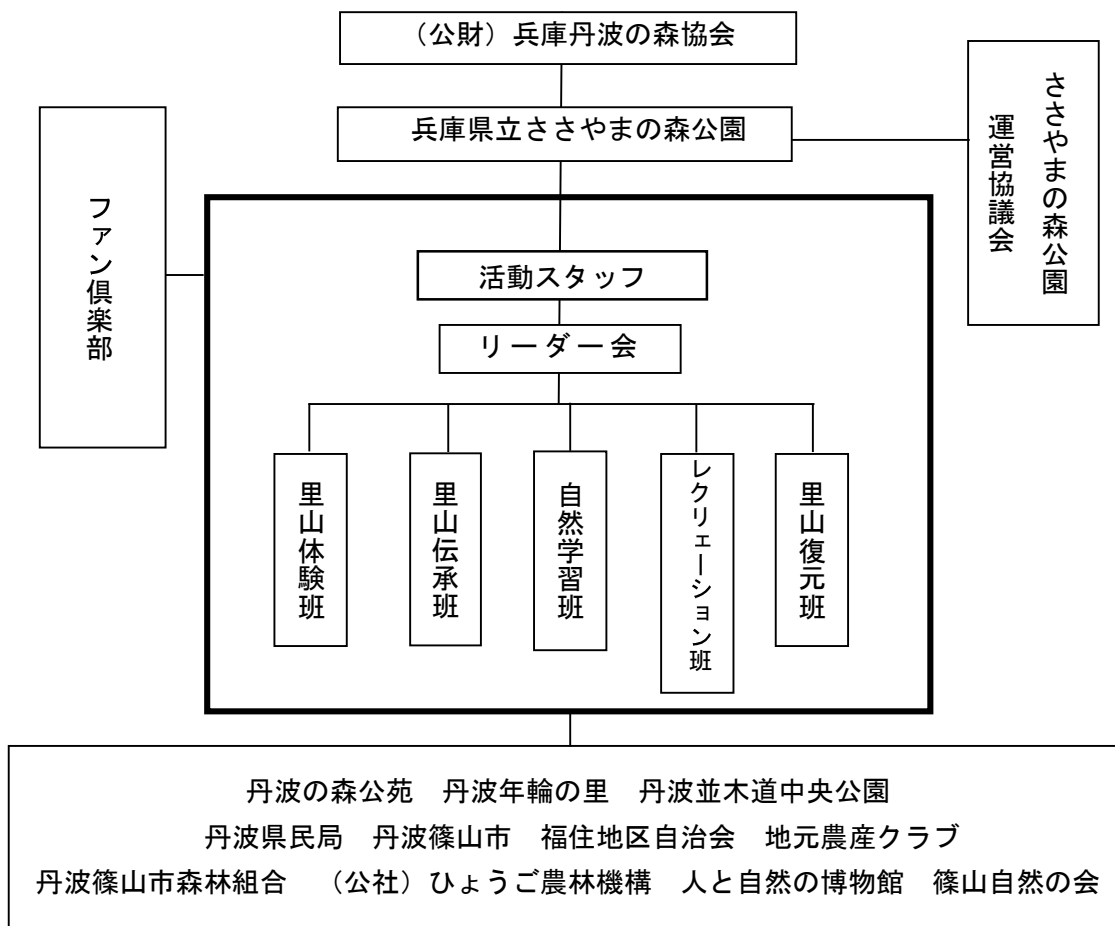 （公財）兵庫丹波の森協会
兵庫県立ささやまの森公園
ささやまの森公園
運営協議会
ファン倶楽部
活動スタッフ
リーダー会
里山体験班
里山伝承班
自然学習班
レクリェーション班
里山復元班
丹波の森公苑　丹波年輪の里　丹波並木道中央公園
丹波県民局　丹波篠山市　福住地区自治会　地元農産クラブ
丹波篠山市森林組合　（公社）ひょうご農林機構　人と自然の博物館　篠山自然の会